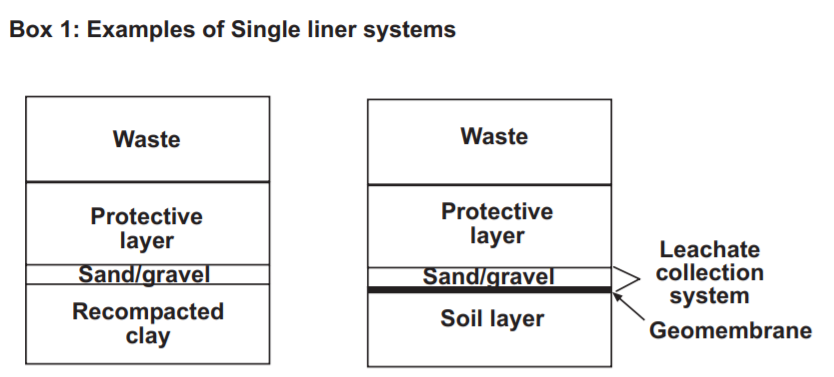 Box 1: Examples of Single liner systems
Waste
Protective
layer
Sand/gravel
Recompacted
clay
Waste
Protective
layer
Sand/gravel
Soil layer
Leachate
collection
system
Geomembrane